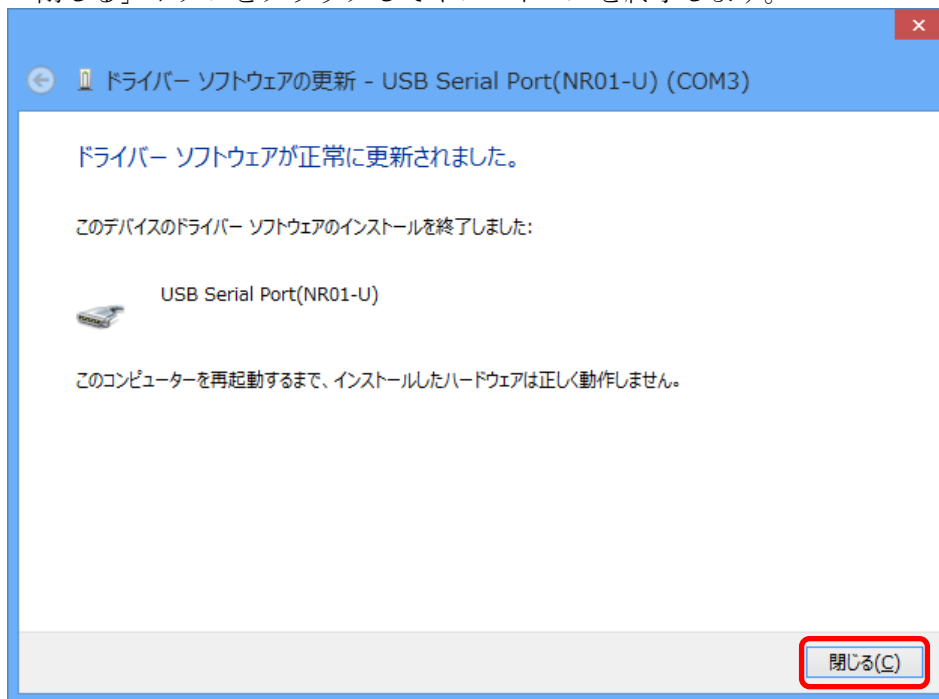 ドライバー ソフトウェアの更新 - USB Serial Port(NR01-U) (COM3)
ドライバー ソフトウェアが正常に更新されました。
このデバイスのドライバー ソフトウェアのインストールを終了しました:
USB Serial Port(NR01-U)
このコンピューターを再起動するまで、インストールしたハードウェアは正しく動作しません。
閉じる(C)